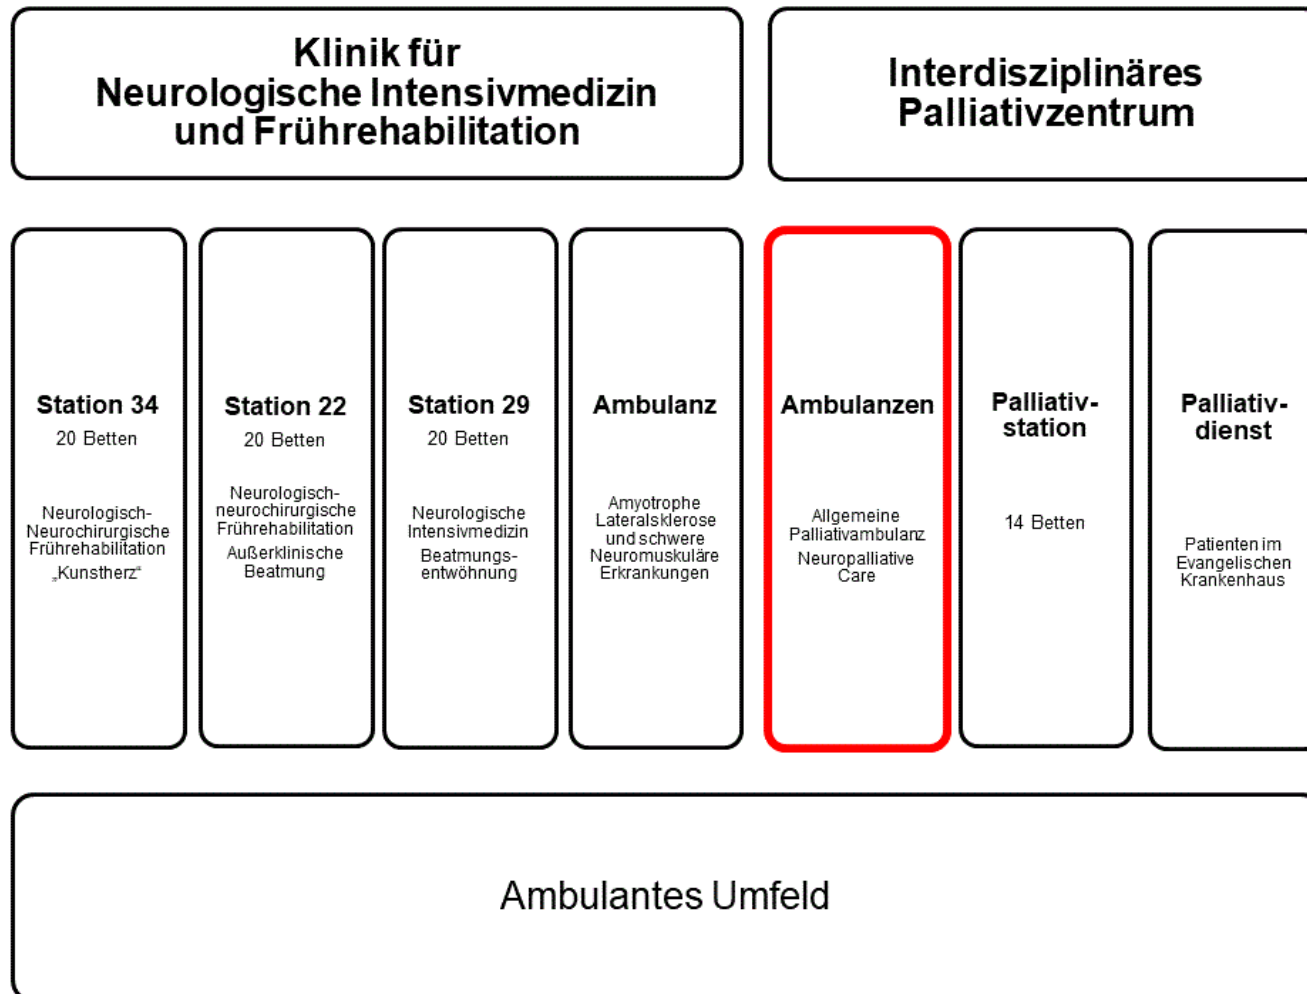 Klinik für
Neurologische Intensivmedizin
und Frührehabilitation
Interdisziplinäres
Palliativzentrum
Station 34
20 Betten
Neurologisch-
Neurochirurgische
Frührehabilitation
„Kunstherz“
Station 22
20 Betten
Neurologisch-
neurochirurgische
Frührehabilitation
Außerklinische
Beatmung
Station 29
20 Betten
Neurologische
Intensivmedizin
Beatmungs-
entwöhnung
Ambulanz
Amyotrophe
Lateralsklerose
und schwere
Neuromuskuläre
Erkrankungen
Ambulanzen
Allgemeine
Palliativambulanz
Neuropalliative
Care
Palliativ-
station
14 Betten
Palliativ-
dienst
Patienten im
Evangelischen
Krankenhaus
Ambulantes Umfeld